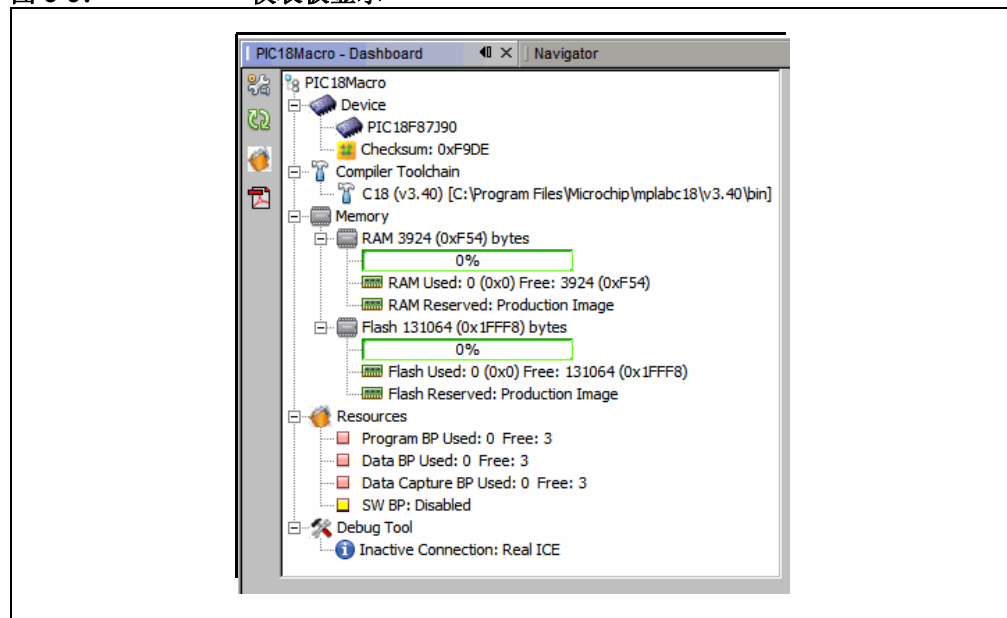 PIC18Macro - Dashboard Navigator
PIC18Macro
Device
PIC18F87J90
Checksum: 0xF9DE
Compiler Toolchain
C18 (v3.40) [C:\Program Files\Microchip\mplabc18\v3.40\bin]
Memory
RAM 3924 (0xF54) bytes
0%
RAM Used: 0 (0x0) Free: 3924 (0xF54)
RAM Reserved: Production Image
Flash 131064 (0x1FFF8) bytes
0%
Flash Used: 0 (0x0) Free: 131064 (0x1FFF8)
Flash Reserved: Production Image
Resources
Program BP Used: 0 Free: 3
Data BP Used: 0 Free: 3
Data Capture BP Used: 0 Free: 3
SW BP: Disabled
Debug Tool
Inactive Connection: Real ICE